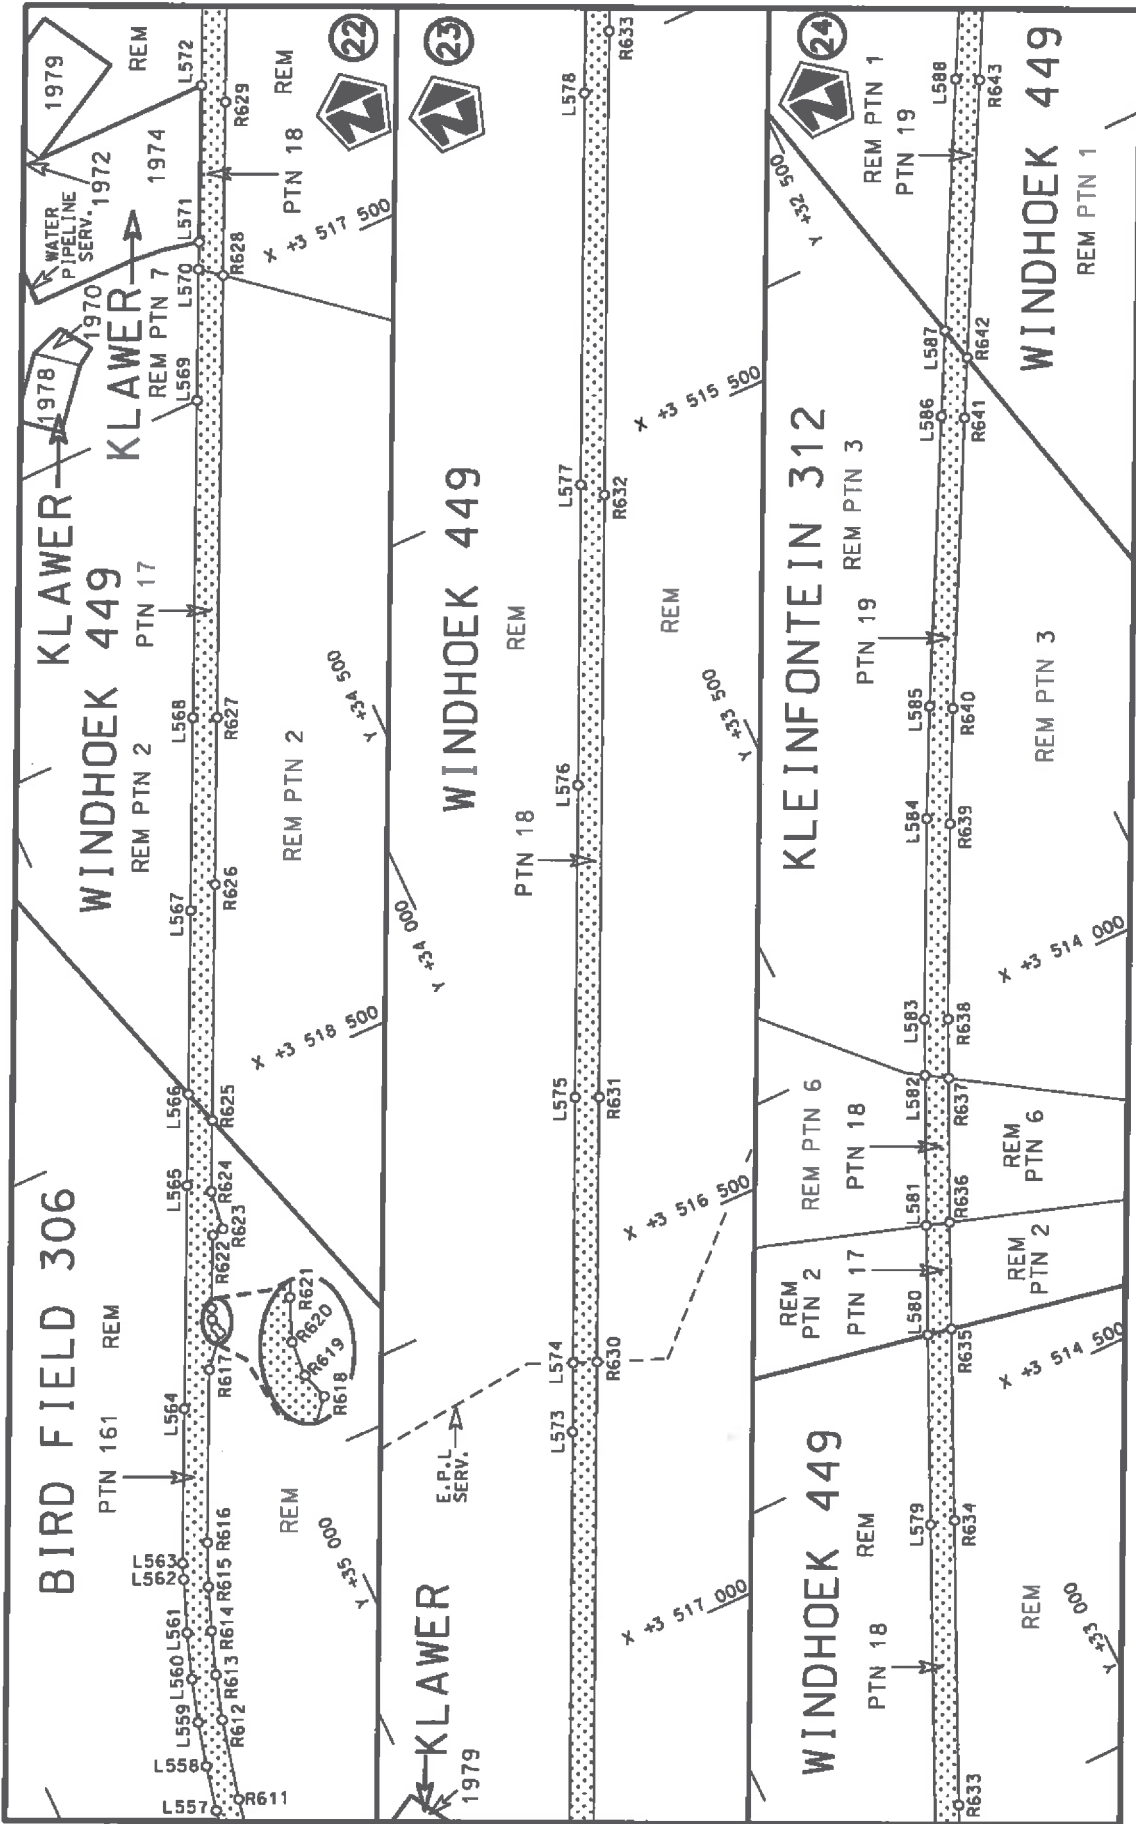 BIRD FIELD 306
PTN 161
REM
REM
L557
L558
L559
L560
L561
L562
L563
L564
L565
L566
R611
R612
R613
R614
R615
R616
R617
R618
R619
R620
R621
R622
R623
R624
R625
Y +35 000
X +3 518 500
WINDHOEK 449
REM PTN 2
PTN 17
REM PTN 2
L567
L568
L569
R626
R627
Y +34 500
KLAWER
1978
1970
KLAWER
REM PTN 7
WATER
PIPELINE
SERV.
1972
1974
1979
REM
L570
L571
L572
R628
R629
PTN 18
REM
X +3 517 500
22
KLAWER
1979
E.P.L
SERV.
WINDHOEK 449
REM
PTN 18
REM
L573
L574
L575
L576
L577
L578
R630
R631
R632
R633
Y +34 000
X +3 517 000
X +3 516 500
Y +33 500
X +3 515 500
23
WINDHOEK 449
REM
PTN 18
REM
R633
L579
R634
Y +33 000
X +3 514 500
L580
R635
REM
PTN 2
PTN 17
REM
PTN 2
L581
R636
REM PTN 6
PTN 18
REM
PTN 6
L582
R637
L583
R638
X +3 514 000
KLEINFONTEIN 312
REM PTN 3
PTN 19
REM PTN 3
L584
R639
L585
R640
L586
R641
L587
R642
Y +32 500
REM PTN 1
PTN 19
L588
R643
WINDHOEK 449
REM PTN 1
24